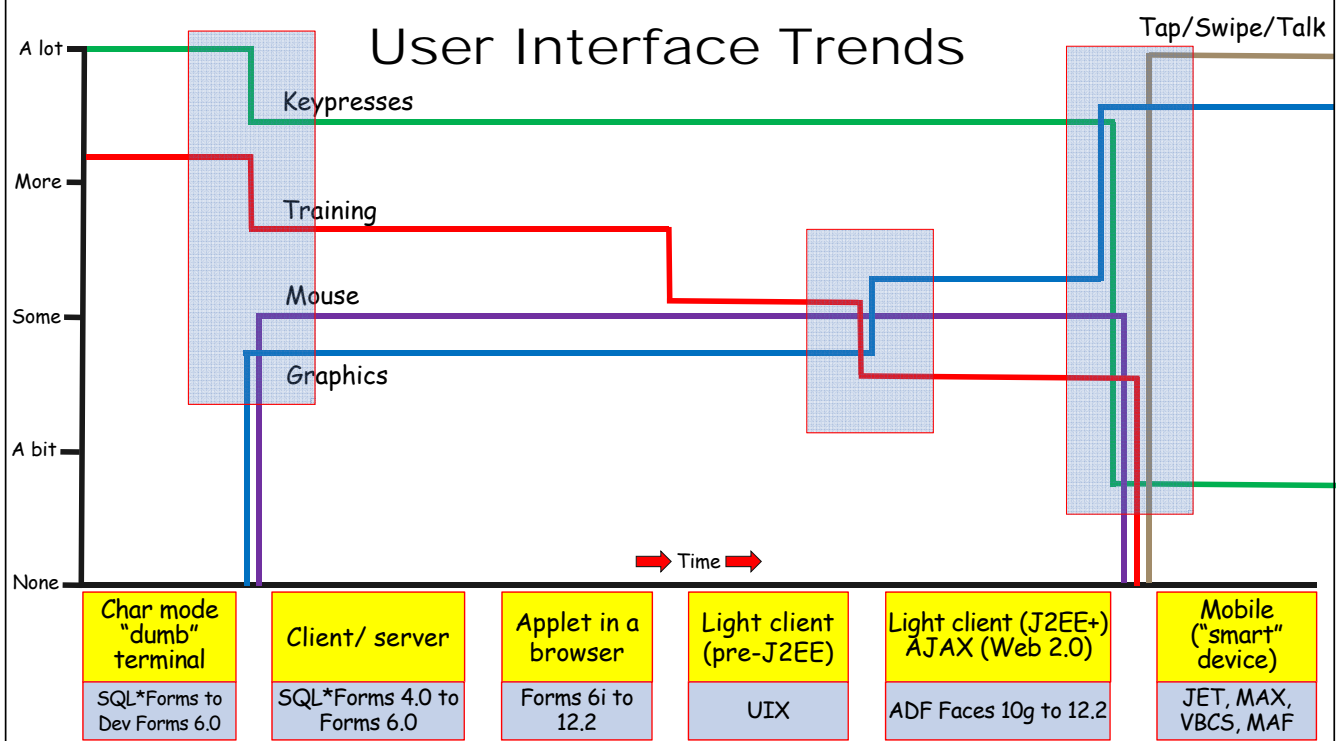 User Interface Trends
Tap/Swipe/Talk
A lot
Keypresses
More
Training
Mouse
Some
Graphics
A bit
Time
None
Char mode
“dumb”
terminal
Client/ server
Applet in a
browser
Light client
(pre-J2EE)
Light client (J2EE+)
AJAX (Web 2.0)
Mobile
(“smart”
device)
SQL*Forms to
Dev Forms 6.0
SQL*Forms 4.0 to
Forms 6.0
Forms 6i to
12.2
UIX
ADF Faces 10g to 12.2
JET, MAX,
VBCS, MAF